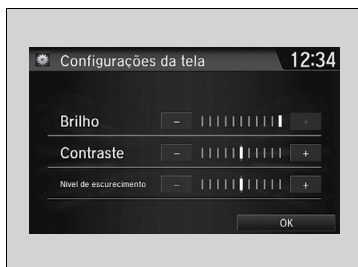 Configurações da tela 12:34
Brilho - +
Contraste - +
Nivel de escurecimento - +
OK